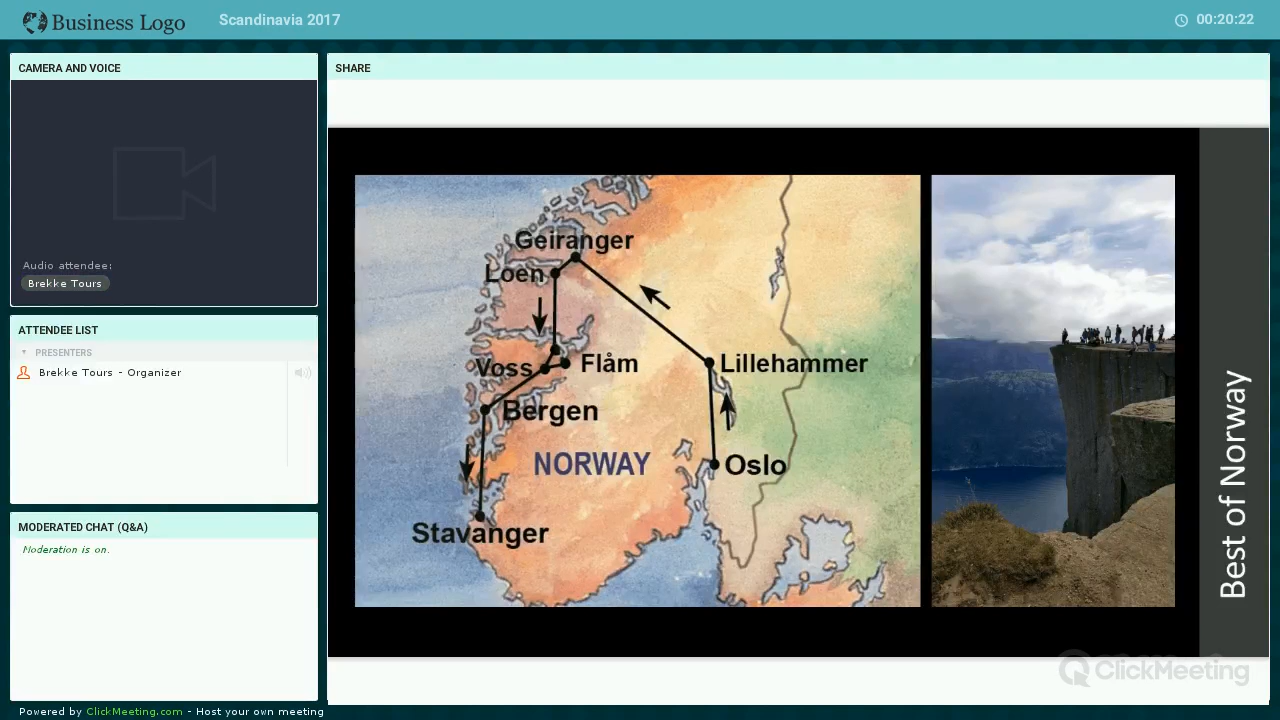 Business Logo
Scandinavia 2017
00:20:22
CAMERA AND VOICE
Audio attendee:
Brekke Tours
ATTENDEE LIST
PRESENTERS
Brekke Tours - Organizer
MODERATED CHAT (Q&A)
Moderation is on.
SHARE
Geiranger
Loen
Voss
Flåm
Lillehammer
Bergen
NORWAY
Oslo
Stavanger
Best of Norway
ClickMeeting
Powered by ClickMeeting.com - Host your own meeting